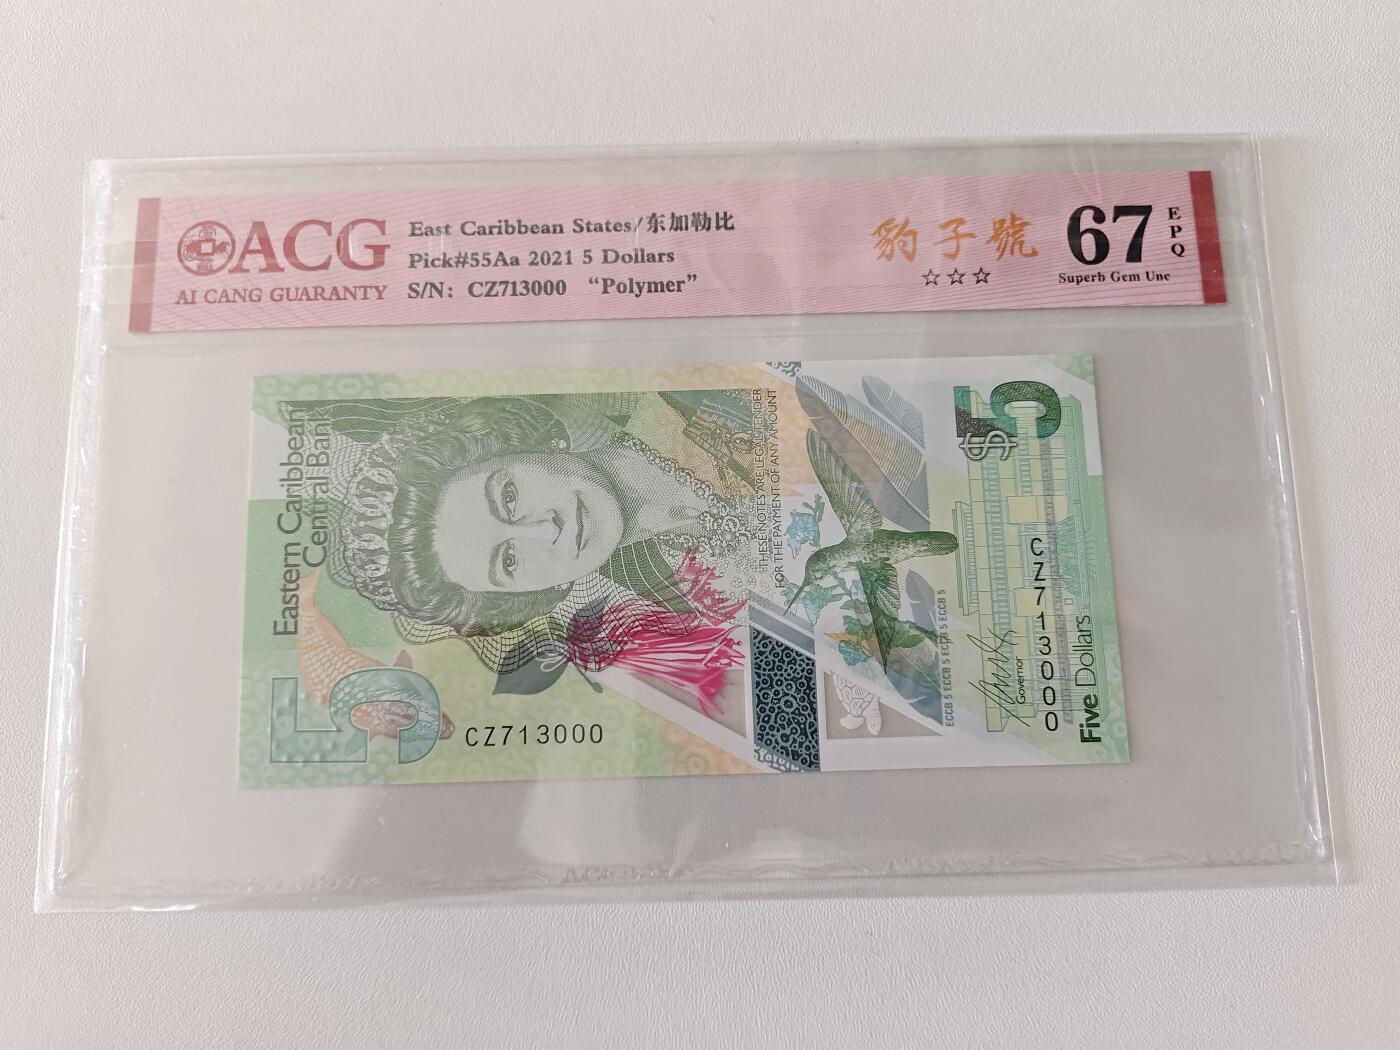 ACG
AI CANG GUARANTY
East Caribbean States/东加勒比
Pick#55Aa 2021 5 Dollars
S/N: CZ713000 “Polymer”
豹子號
☆☆☆
67
EPQ
Superb Gem Unc
Eastern Caribbean
Central Bank
5
CZ713000
THESE NOTES ARE LEGAL TENDER
FOR THE PAYMENT OF ANY AMOUNT
ECCB 5 ECCB 5 ECCB 5 ECCB 5
$5
Governor
CZ713000
Five Dollars